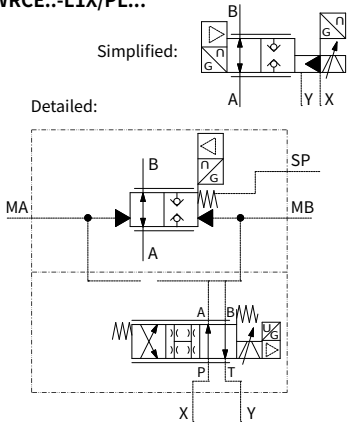 WRCE..-L1X/PL...
B
Simplified:
G
G
A
Y
X
Detailed:
B
G
SP
MA
MB
A
A
B
U
G
P
T
X
Y